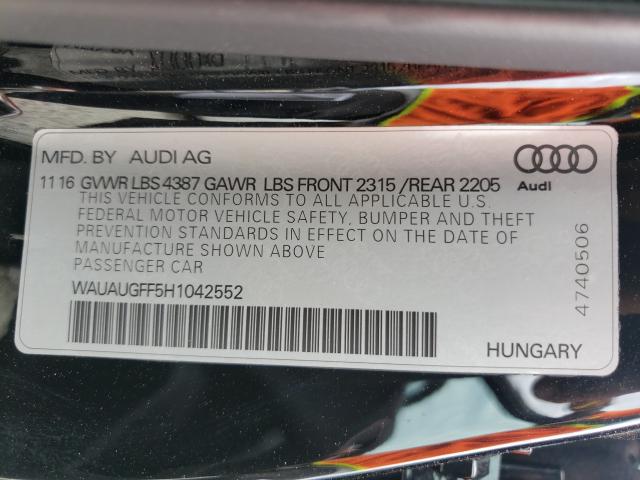 MFD. BY AUDI AG
11 16 GVWR LBS 4387 GAWR LBS FRONT 2315 /REAR 2205
Audi
THIS VEHICLE CONFORMS TO ALL APPLICABLE U.S.
FEDERAL MOTOR VEHICLE SAFETY, BUMPER AND THEFT
PREVENTION STANDARDS IN EFFECT ON THE DATE OF
MANUFACTURE SHOWN ABOVE
PASSENGER CAR
WAUAUGFF5H1042552
4740506
HUNGARY